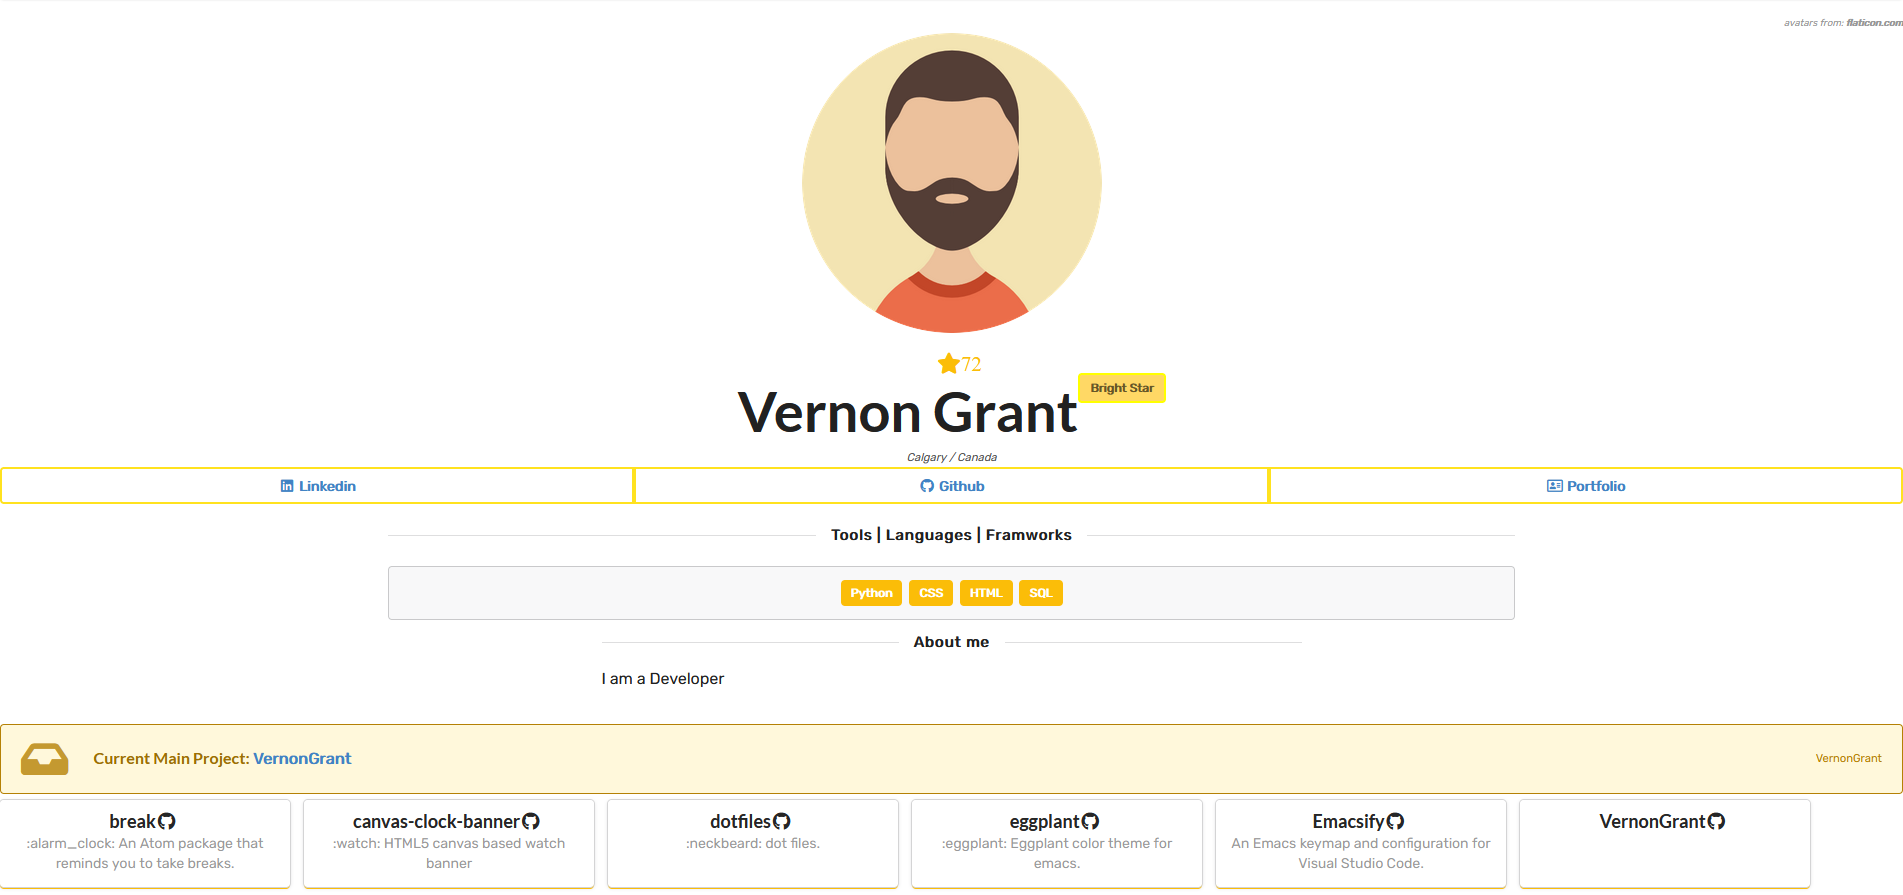 avatars from: flaticon.com
72
Vernon Grant Bright Star
Calgary / Canada
Linkedin Github Portfolio
Tools | Languages | Framworks
Python CSS HTML SQL
About me
I am a Developer
Current Main Project: VernonGrant VernonGrant
break
:alarm_clock: An Atom package that
reminds you to take breaks.
canvas-clock-banner
:watch: HTML5 canvas based watch
banner
dotfiles
:neckbeard: dot files.
eggplant
:eggplant: Eggplant color theme for
emacs.
Emacsify
An Emacs keymap and configuration for
Visual Studio Code.
VernonGrant